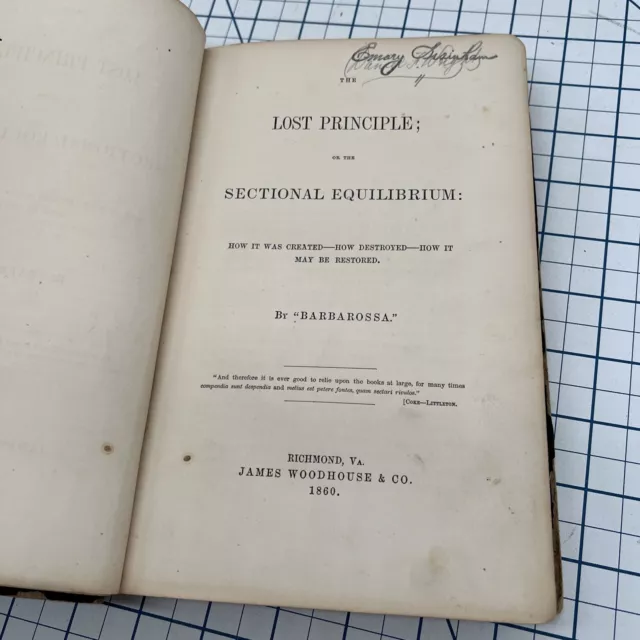 Emory
THE
LOST PRINCIPLE;
OR THE
SECTIONAL EQUILIBRIUM:
HOW IT WAS CREATED—HOW DESTROYED—HOW IT
MAY BE RESTORED.
BY "BARBAROSSA."
"And therefore it is ever good to relie upon the books at large, for many times
compendia sunt dispendia and melius est petere fontes, quam sectari rivulos."
[COKE—LITTLETON.
RICHMOND, VA.
JAMES WOODHOUSE & CO.
1860.